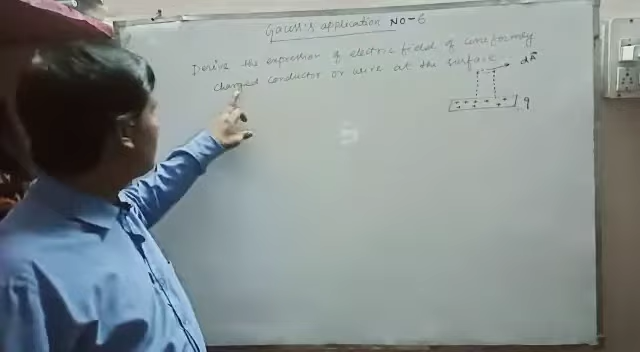 Gauss's application NO-6
Derive the expression of electric field of uniformly
charged conductor or wire at the surface
dA
+ + + + + +
q